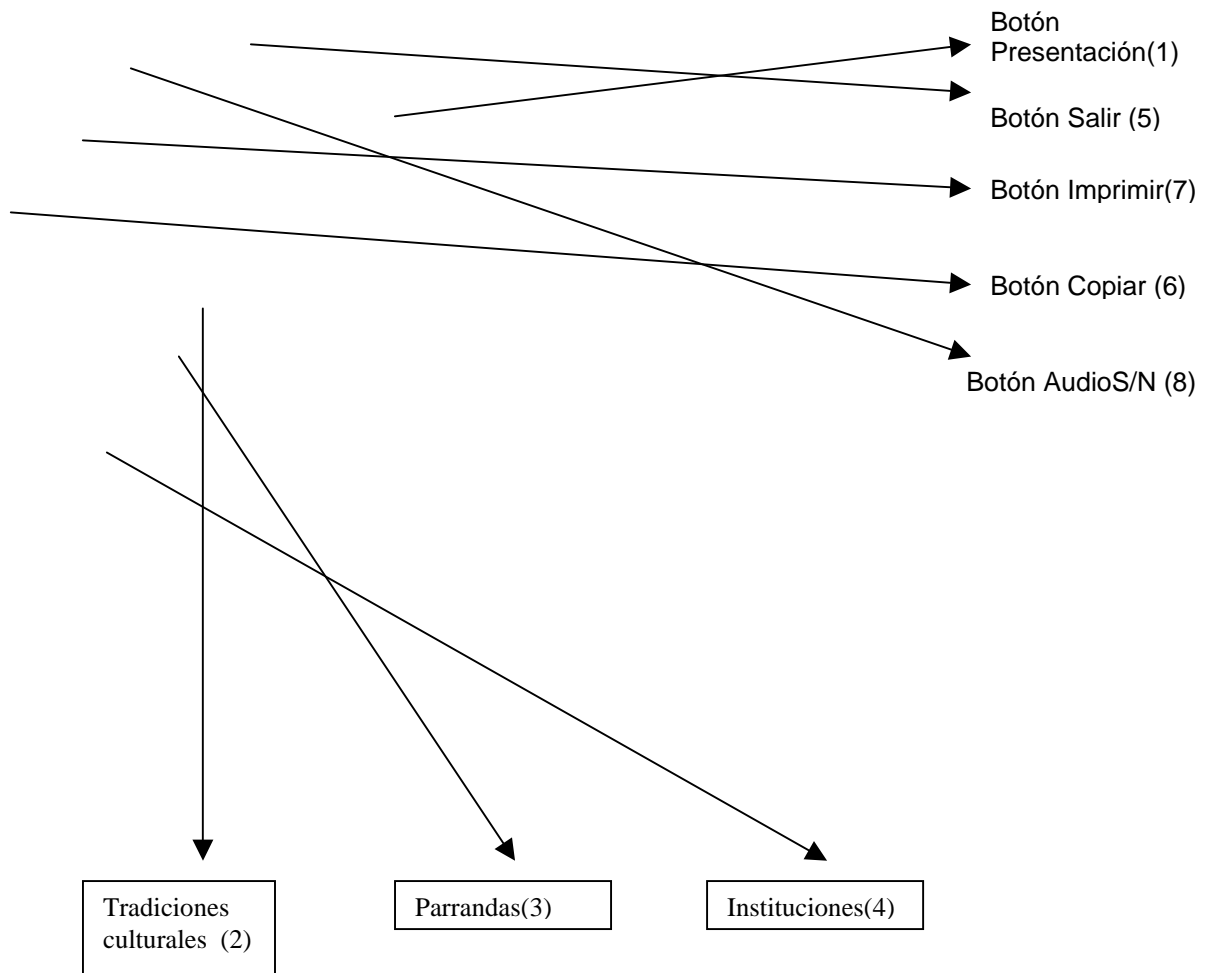 Botón
Presentación(1)
Botón Salir (5)
Botón Imprimir(7)
Botón Copiar (6)
Botón AudioS/N (8)
Tradiciones
culturales (2)
Parrandas(3)
Instituciones(4)